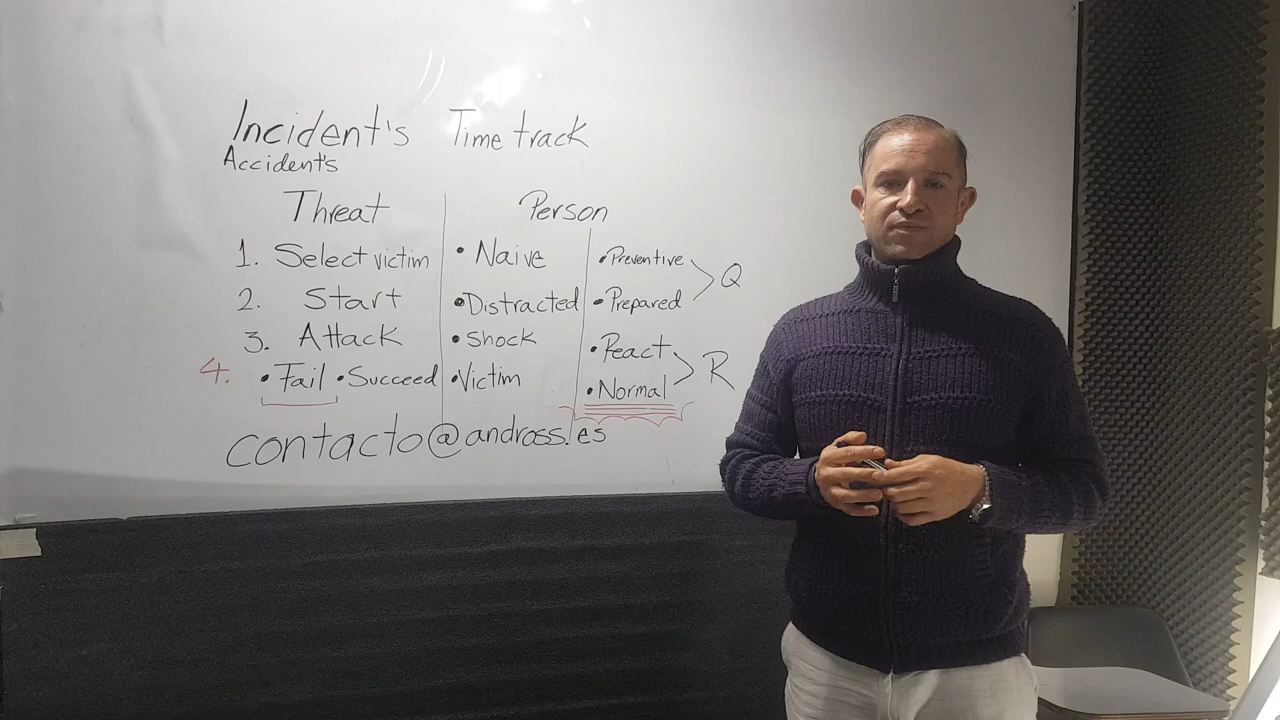 Incident's Time track
Accident's
Threat Person
1. Select victim • Naive • Preventive
2. Start • Distracted • Prepared > Q
3. Attack • Shock • React
4. • Fail • Succeed • Victim • Normal > R
contacto@andross.es